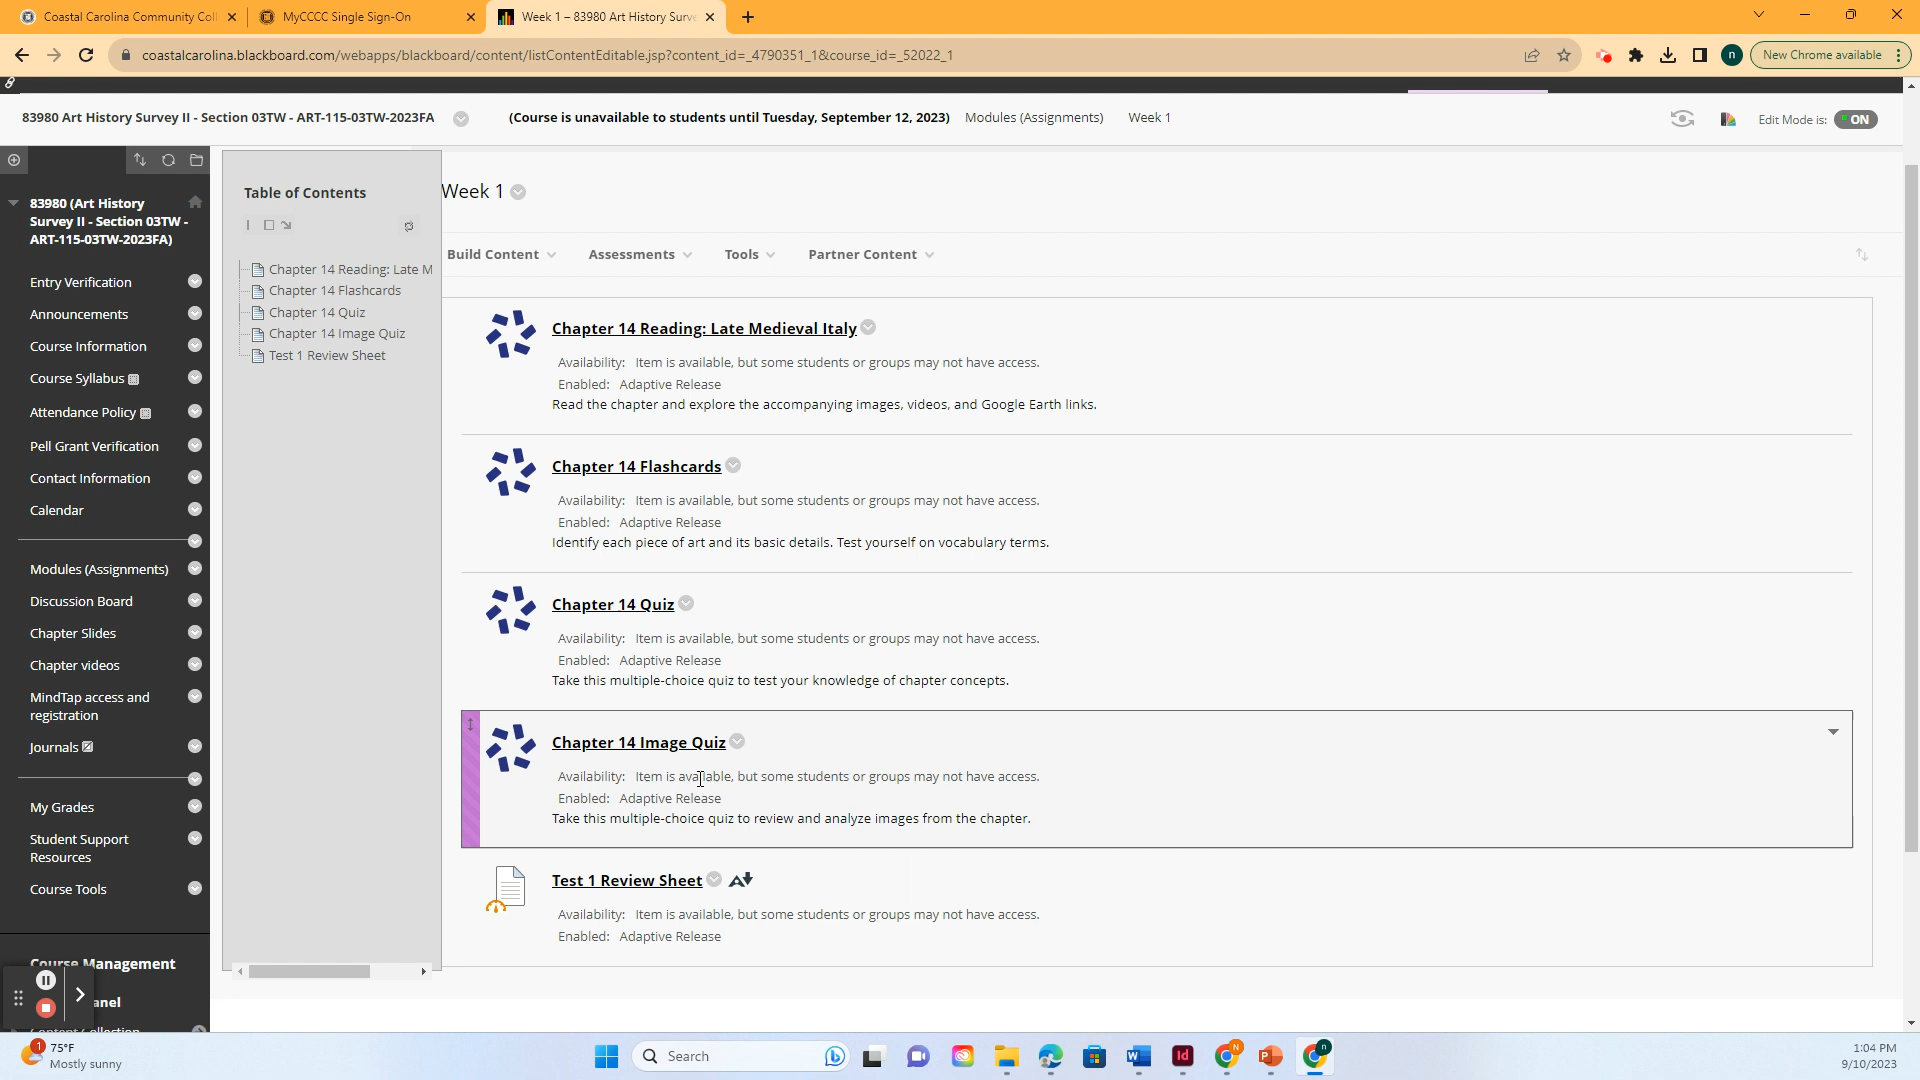 Coastal Carolina Community Coll
MyCCCC Single Sign-On
Week 1 – 83980 Art History Surve
coastalcarolina.blackboard.com/webapps/blackboard/content/listContentEditable.jsp?content_id=_4790351_1&course_id=_52022_1
n
New Chrome available
83980 Art History Survey II - Section 03TW - ART-115-03TW-2023FA
(Course is unavailable to students until Tuesday, September 12, 2023)
Modules (Assignments)
Week 1
Edit Mode is:
ON
83980 (Art History
Survey II - Section 03TW -
ART-115-03TW-2023FA)
Entry Verification
Announcements
Course Information
Course Syllabus
Attendance Policy
Pell Grant Verification
Contact Information
Calendar
Modules (Assignments)
Discussion Board
Chapter Slides
Chapter videos
MindTap access and
registration
Journals
My Grades
Student Support
Resources
Course Tools
Course Management
anel
Table of Contents
Chapter 14 Reading: Late M
Chapter 14 Flashcards
Chapter 14 Quiz
Chapter 14 Image Quiz
Test 1 Review Sheet
Week 1
Build Content
Assessments
Tools
Partner Content
Chapter 14 Reading: Late Medieval Italy
Availability: Item is available, but some students or groups may not have access.
Enabled: Adaptive Release
Read the chapter and explore the accompanying images, videos, and Google Earth links.
Chapter 14 Flashcards
Availability: Item is available, but some students or groups may not have access.
Enabled: Adaptive Release
Identify each piece of art and its basic details. Test yourself on vocabulary terms.
Chapter 14 Quiz
Availability: Item is available, but some students or groups may not have access.
Enabled: Adaptive Release
Take this multiple-choice quiz to test your knowledge of chapter concepts.
Chapter 14 Image Quiz
Availability: Item is available, but some students or groups may not have access.
Enabled: Adaptive Release
Take this multiple-choice quiz to review and analyze images from the chapter.
Test 1 Review Sheet
Availability: Item is available, but some students or groups may not have access.
Enabled: Adaptive Release
1
75°F
Mostly sunny
Search
1:04 PM
9/10/2023